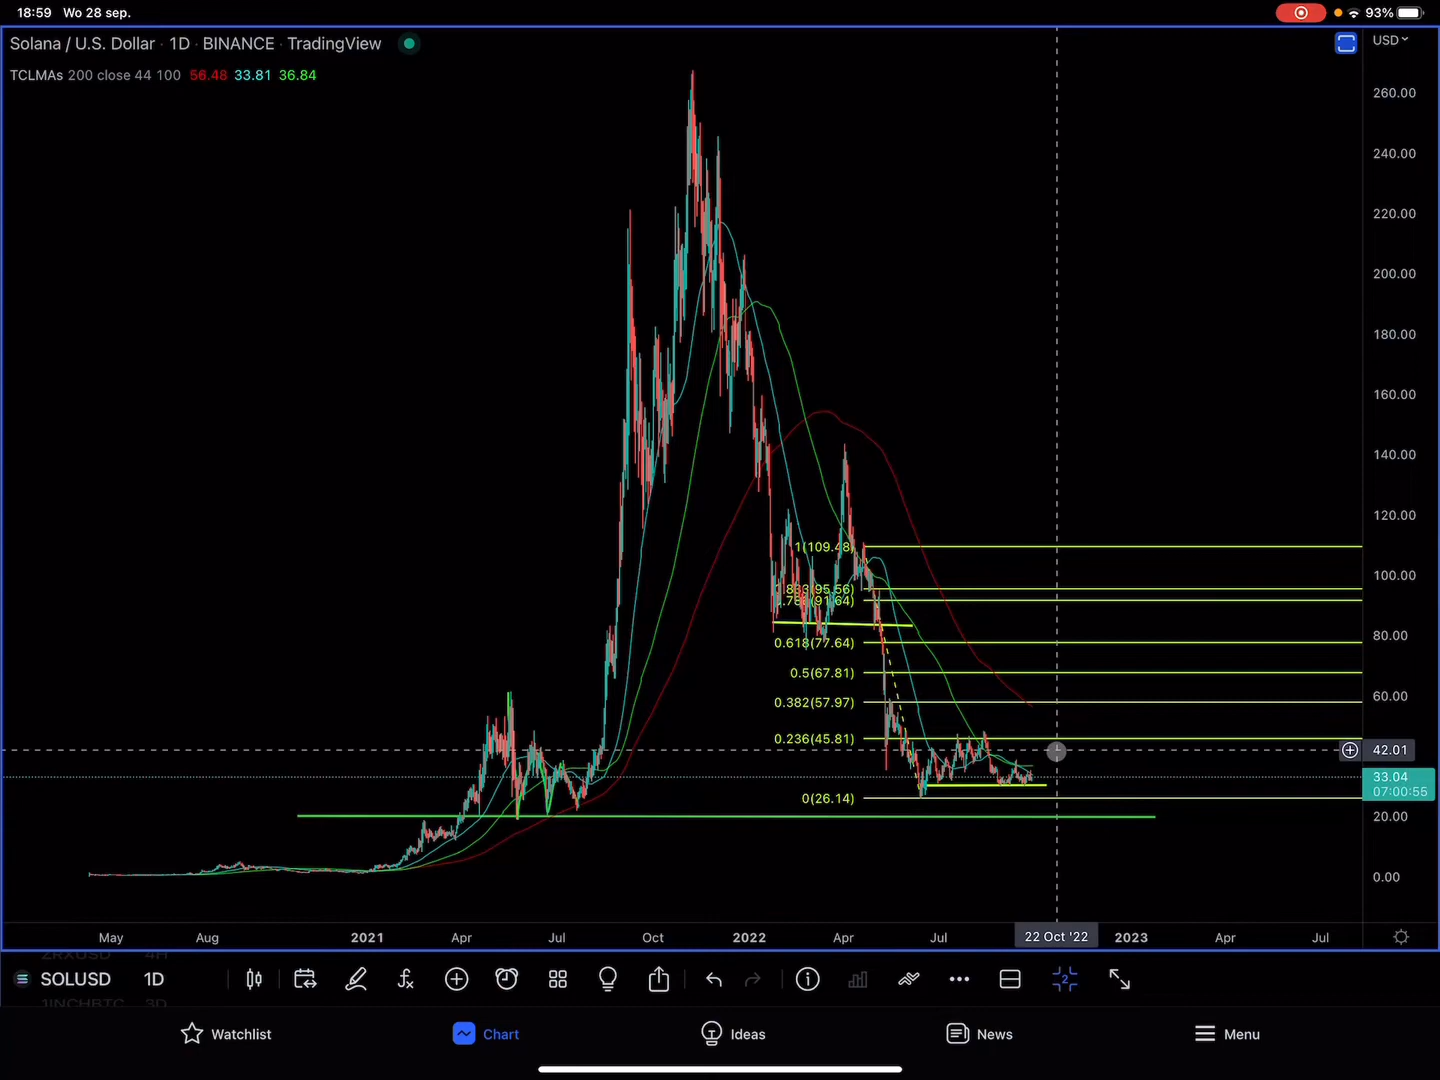 18:59 Wo 28 sep. 93%
Solana / U.S. Dollar · 1D · BINANCE · TradingView
USD
TCLMAs 200 close 44 100 56.48 33.81 36.84
260.00
240.00
220.00
200.00
180.00
160.00
140.00
120.00
1(109.48)
100.00
80.00
0.618(77.64)
0.5(67.81)
60.00
0.382(57.97)
0.236(45.81)
42.01
33.04
07:00:55
0(26.14)
20.00
0.00
May Aug 2021 Apr Jul Oct 2022 Apr Jul 22 Oct '22 2023 Apr Jul
ZRXUSD 4H
SOLUSD 1D
1INCHBTC 3D
Watchlist Chart Ideas News Menu